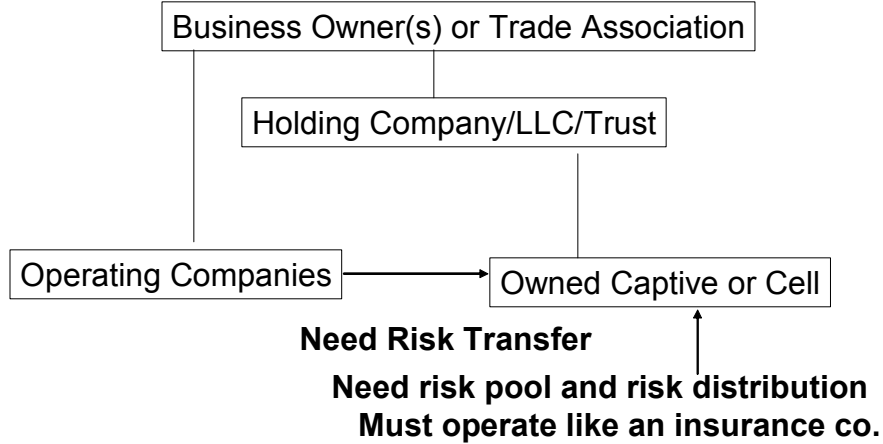 Business Owner(s) or Trade Association
Holding Company/LLC/Trust
Operating Companies
Owned Captive or Cell
Need Risk Transfer
Need risk pool and risk distribution
Must operate like an insurance co.